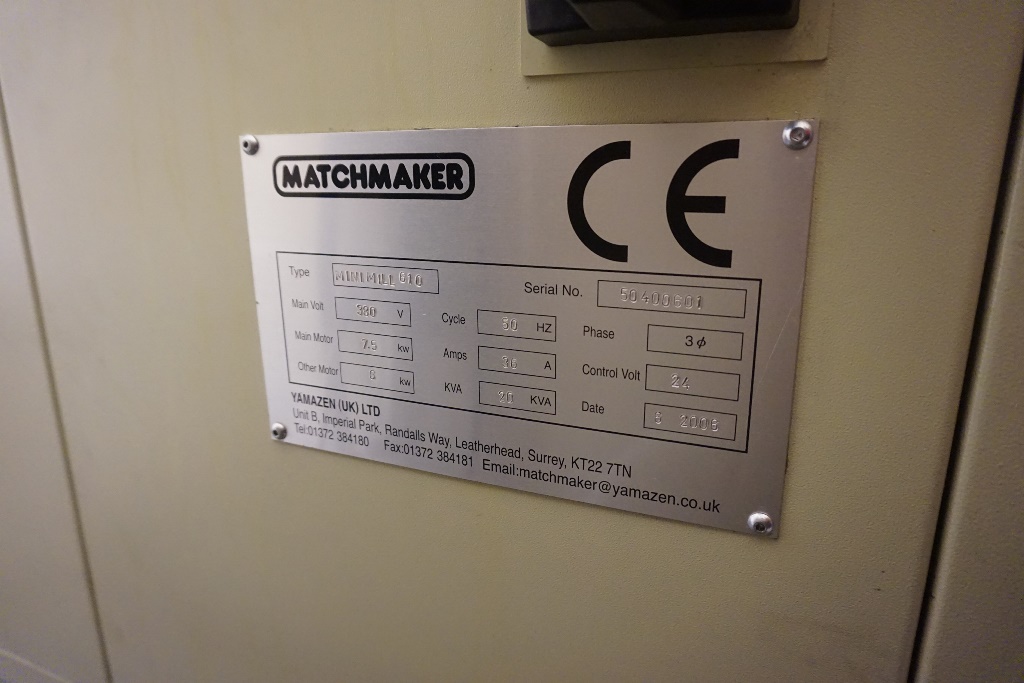 MATCHMAKER
CE
Type MINIMILL 610
Serial No. 50400601
Main Volt 380 V
Cycle 50 HZ
Phase 3ϕ
Main Motor 7.5 kw
Amps A
Control Volt 24
Other Motor kw
KVA 20 KVA
Date 2006
YAMAZEN (UK) LTD
Unit B, Imperial Park, Randalls Way, Leatherhead, Surrey, KT22 7TN
Tel:01372 384180 Fax:01372 384181 Email:matchmaker@yamazen.co.uk